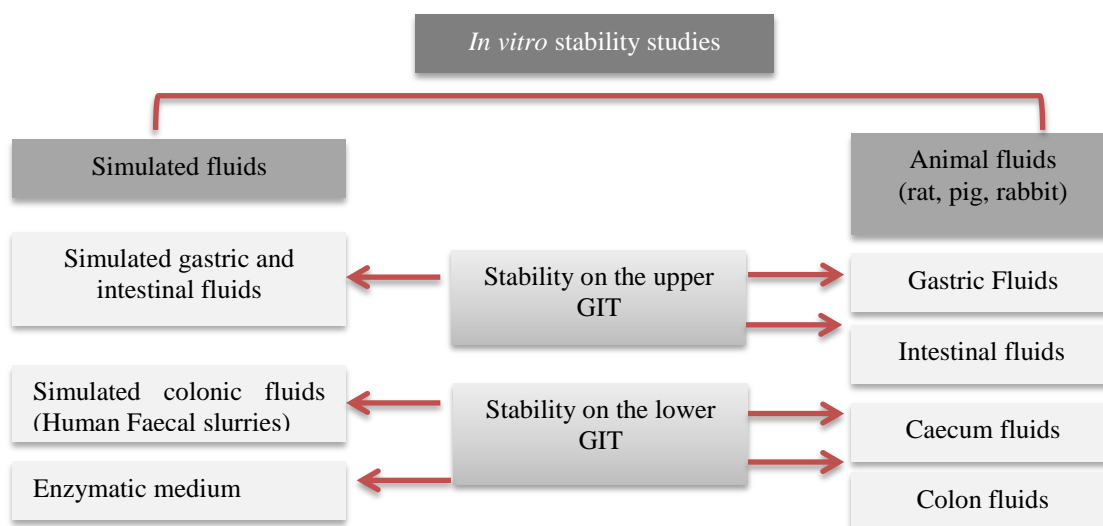 In vitro stability studies
Simulated fluids
Animal fluids
(rat, pig, rabbit)
Simulated gastric and
intestinal fluids
Stability on the upper
GIT
Gastric Fluids
Intestinal fluids
Simulated colonic fluids
(Human Faecal slurries)
Stability on the lower
GIT
Caecum fluids
Enzymatic medium
Colon fluids